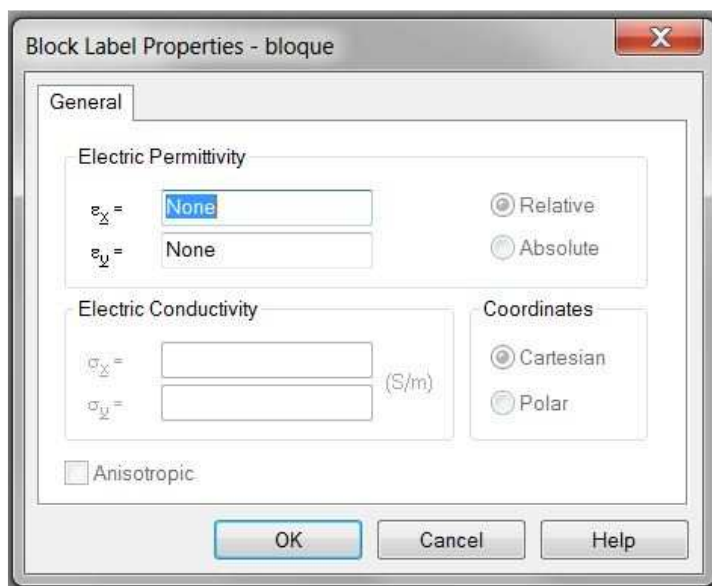 Block Label Properties - bloque
General
Electric Permittivity
εx = None
εy = None
Relative
Absolute
Electric Conductivity
σx =
σy =
(S/m)
Coordinates
Cartesian
Polar
Anisotropic
OK Cancel Help